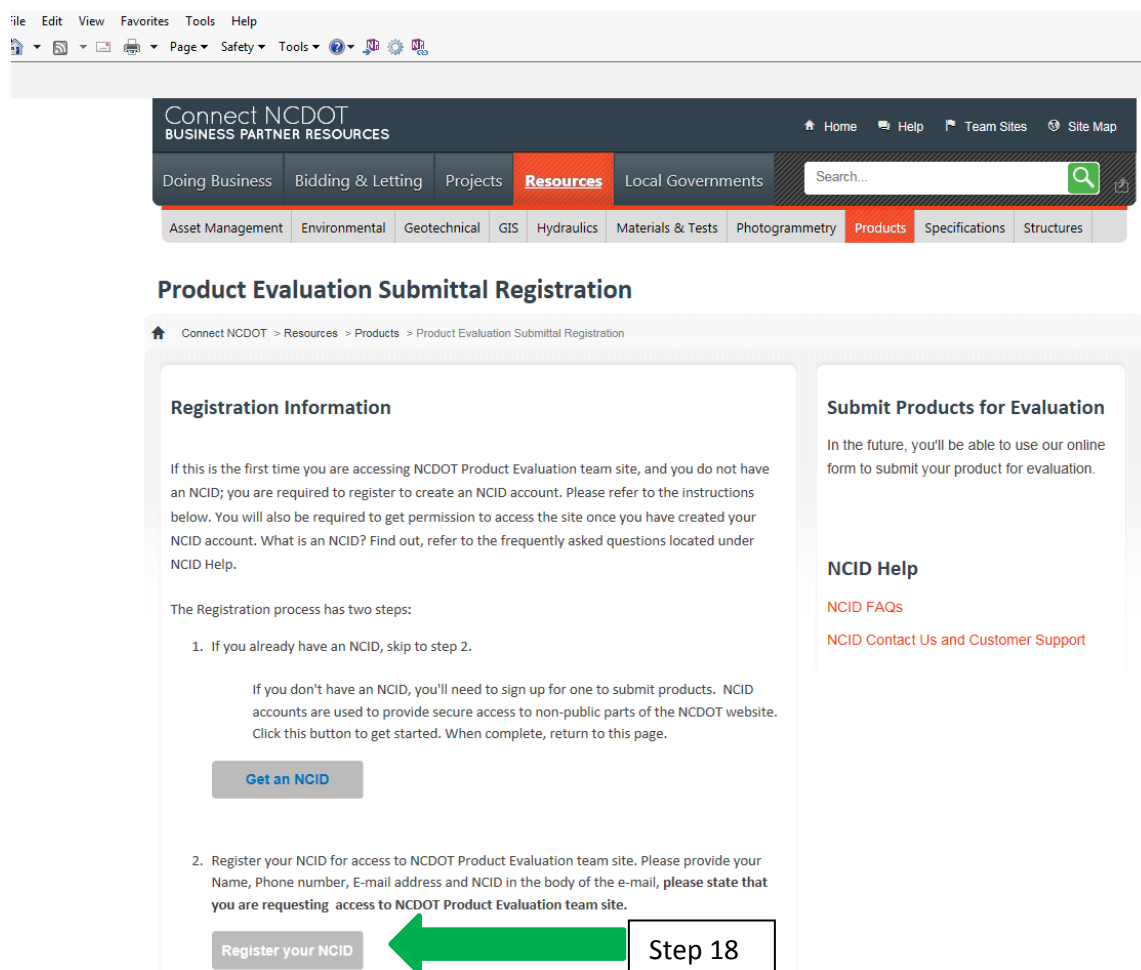 File Edit View Favorites Tools Help
Page Safety Tools
Connect NCDOT
BUSINESS PARTNER RESOURCES
Home Help Team Sites Site Map
Doing Business Bidding & Letting Projects Resources Local Governments Search...
Asset Management Environmental Geotechnical GIS Hydraulics Materials & Tests Photogrammetry Products Specifications Structures
Product Evaluation Submittal Registration
Connect NCDOT > Resources > Products > Product Evaluation Submittal Registration
Registration Information
If this is the first time you are accessing NCDOT Product Evaluation team site, and you do not have
an NCID; you are required to register to create an NCID account. Please refer to the instructions
below. You will also be required to get permission to access the site once you have created your
NCID account. What is an NCID? Find out, refer to the frequently asked questions located under
NCID Help.
The Registration process has two steps:
1. If you already have an NCID, skip to step 2.
If you don't have an NCID, you'll need to sign up for one to submit products. NCID
accounts are used to provide secure access to non-public parts of the NCDOT website.
Click this button to get started. When complete, return to this page.
Get an NCID
2. Register your NCID for access to NCDOT Product Evaluation team site. Please provide your
Name, Phone number, E-mail address and NCID in the body of the e-mail, please state that
you are requesting access to NCDOT Product Evaluation team site.
Register your NCID
Step 18
Submit Products for Evaluation
In the future, you'll be able to use our online
form to submit your product for evaluation.
NCID Help
NCID FAQs
NCID Contact Us and Customer Support